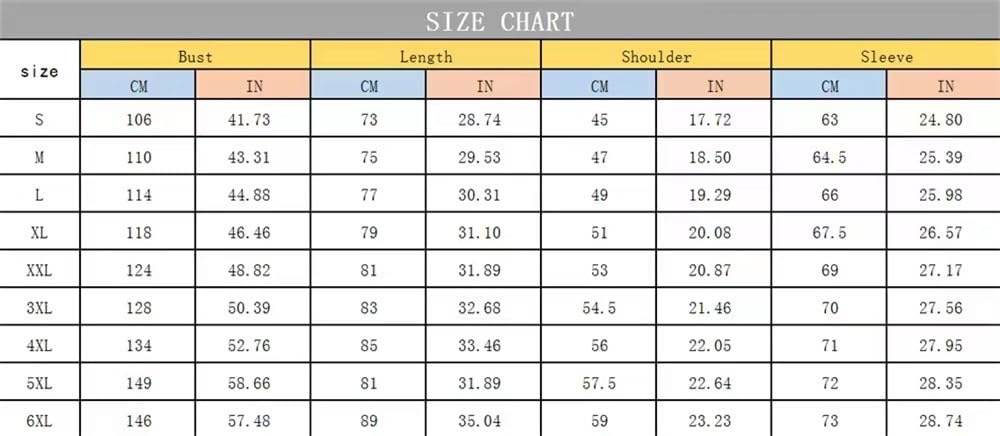 SIZE CHART
size Bust Length Shoulder Sleeve
CM IN CM IN CM IN CM IN
S 106 41.73 73 28.74 45 17.72 63 24.80
M 110 43.31 75 29.53 47 18.50 64.5 25.39
L 114 44.88 77 30.31 49 19.29 66 25.98
XL 118 46.46 79 31.10 51 20.08 67.5 26.57
XXL 124 48.82 81 31.89 53 20.87 69 27.17
3XL 128 50.39 83 32.68 54.5 21.46 70 27.56
4XL 134 52.76 85 33.46 56 22.05 71 27.95
5XL 149 58.66 81 31.89 57.5 22.64 72 28.35
6XL 146 57.48 89 35.04 59 23.23 73 28.74